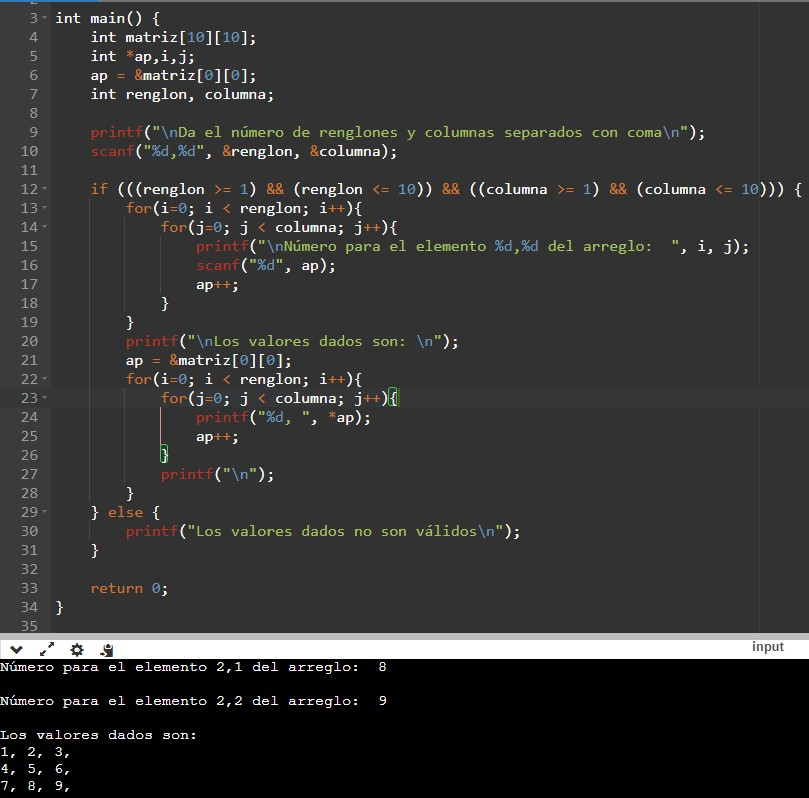 3 int main() {
4 int matriz[10][10];
5 int *ap,i,j;
6 ap = &matriz[0][0];
7 int renglon, columna;
8
9 printf("\nDa el número de renglones y columnas separados con coma\n");
10 scanf("%d,%d", &renglon, &columna);
11
12 if (((renglon >= 1) && (renglon <= 10)) && ((columna >= 1) && (columna <= 10))) {
13 for(i=0; i < renglon; i++){
14 for(j=0; j < columna; j++){
15 printf("\nNúmero para el elemento %d,%d del arreglo:  ", i, j);
16 scanf("%d", ap);
17 ap++;
18 }
19 }
20 printf("\nLos valores dados son: \n");
21 ap = &matriz[0][0];
22 for(i=0; i < renglon; i++){
23 for(j=0; j < columna; j++){
24 printf("%d, ", *ap);
25 ap++;
26 }
27 printf("\n");
28 }
29 } else {
30 printf("Los valores dados no son válidos\n");
31 }
32
33 return 0;
34 }
35
input
Número para el elemento 2,1 del arreglo:  8
Número para el elemento 2,2 del arreglo:  9
Los valores dados son:
1, 2, 3,
4, 5, 6,
7, 8, 9,